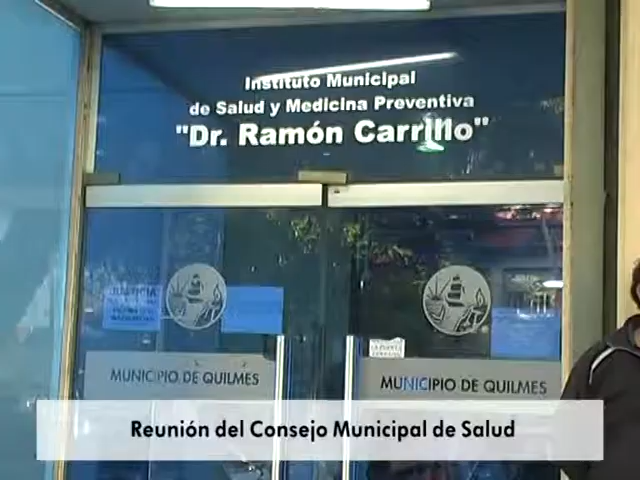 Instituto Municipal
de Salud y Medicina Preventiva
"Dr. Ramón Carrillo"
JUSTICIA
MUNICIPIO DE QUILMES
MUNICIPIO DE QUILMES
Reunión del Consejo Municipal de Salud